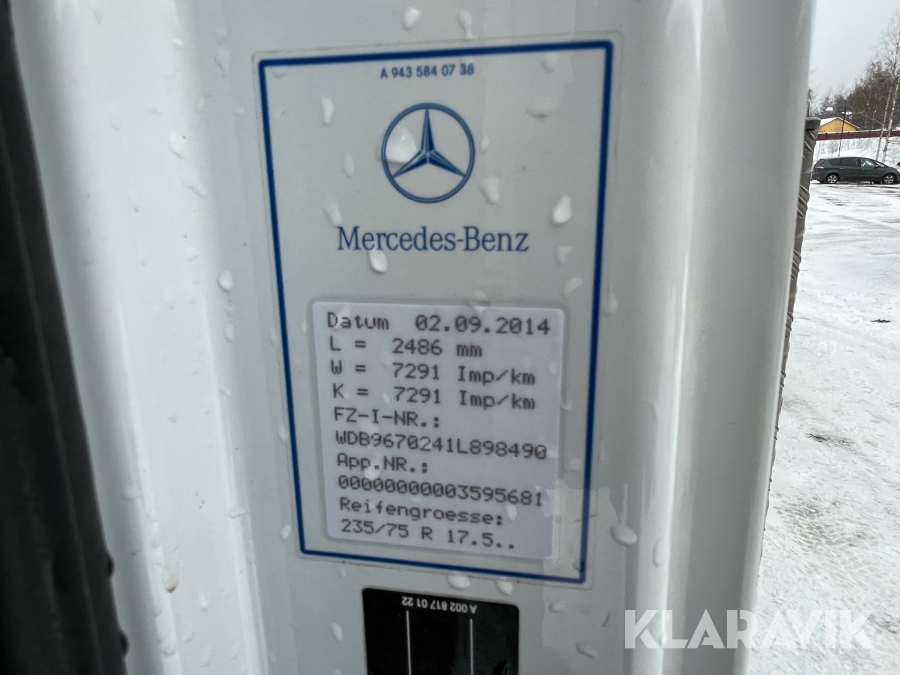 A 943 584 07 38
Mercedes-Benz
Datum 02.09.2014
L = 2486 mm
W = 7291 Imp/km
K = 7291 Imp/km
FZ-I-NR.:
WDB9670241L898490
App.NR.:
00000000003595681
Reifengroesse:
235/75 R 17.5..
A 002 817 01 22
KLARAVIK